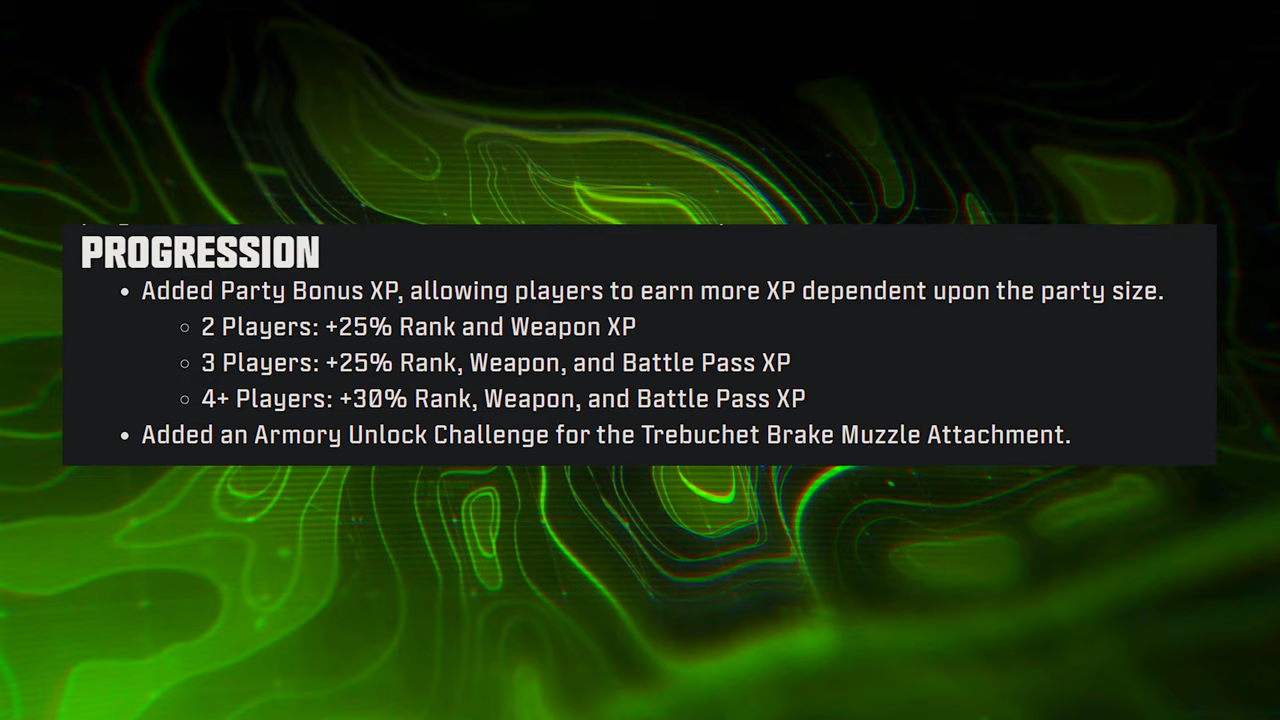 PROGRESSION
• Added Party Bonus XP, allowing players to earn more XP dependent upon the party size.
○ 2 Players: +25% Rank and Weapon XP
○ 3 Players: +25% Rank, Weapon, and Battle Pass XP
○ 4+ Players: +30% Rank, Weapon, and Battle Pass XP
• Added an Armory Unlock Challenge for the Trebuchet Brake Muzzle Attachment.